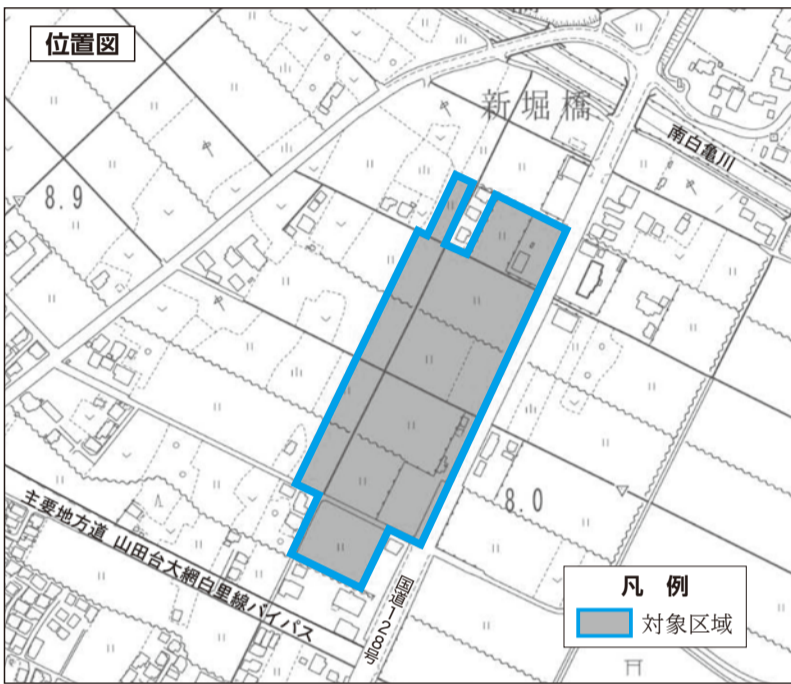 位置図
新堀橋
南白亀川
8.9
8.0
主要地方道 山田台大網白里線バイパス
国道128号
凡 例
対象区域